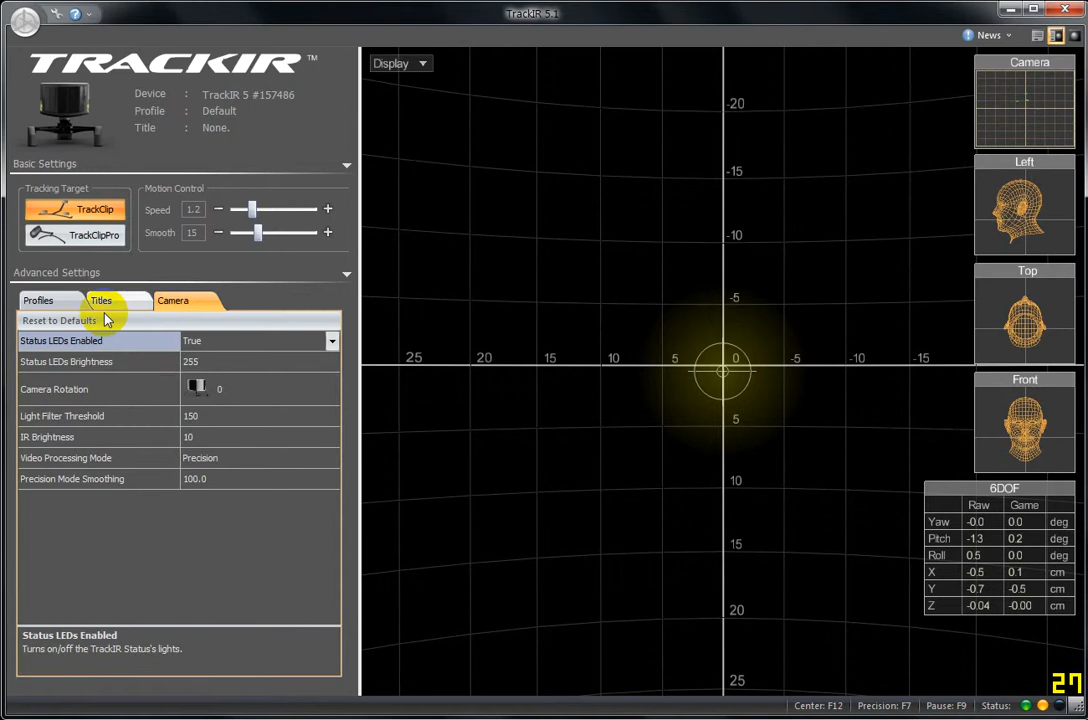 TrackIR 5.1
News
TRACKIR™
Device : TrackIR 5 #157486
Profile : Default
Title : None.
Basic Settings
Tracking Target
TrackClip
TrackClipPro
Motion Control
Speed 1.2 − +
Smooth 15 − +
Advanced Settings
Profiles Titles Camera
Reset to Defaults
Status LEDs Enabled True
Status LEDs Brightness 255
Camera Rotation 0
Light Filter Threshold 150
IR Brightness 10
Video Processing Mode Precision
Precision Mode Smoothing 100.0
Status LEDs Enabled
Turns on/off the TrackIR Status's lights.
Display
-20
-15
-10
-5
25 20 15 10 5 0 -5 -10 -15
5
10
15
20
25
Camera
Left
Top
Front
6DOF
Raw Game
Yaw -0.0 0.0 deg
Pitch -1.3 0.2 deg
Roll 0.5 0.0 deg
X -0.5 0.1 cm
Y -0.7 -0.5 cm
Z -0.04 -0.00 cm
27
Center: F12 Precision: F7 Pause: F9 Status: